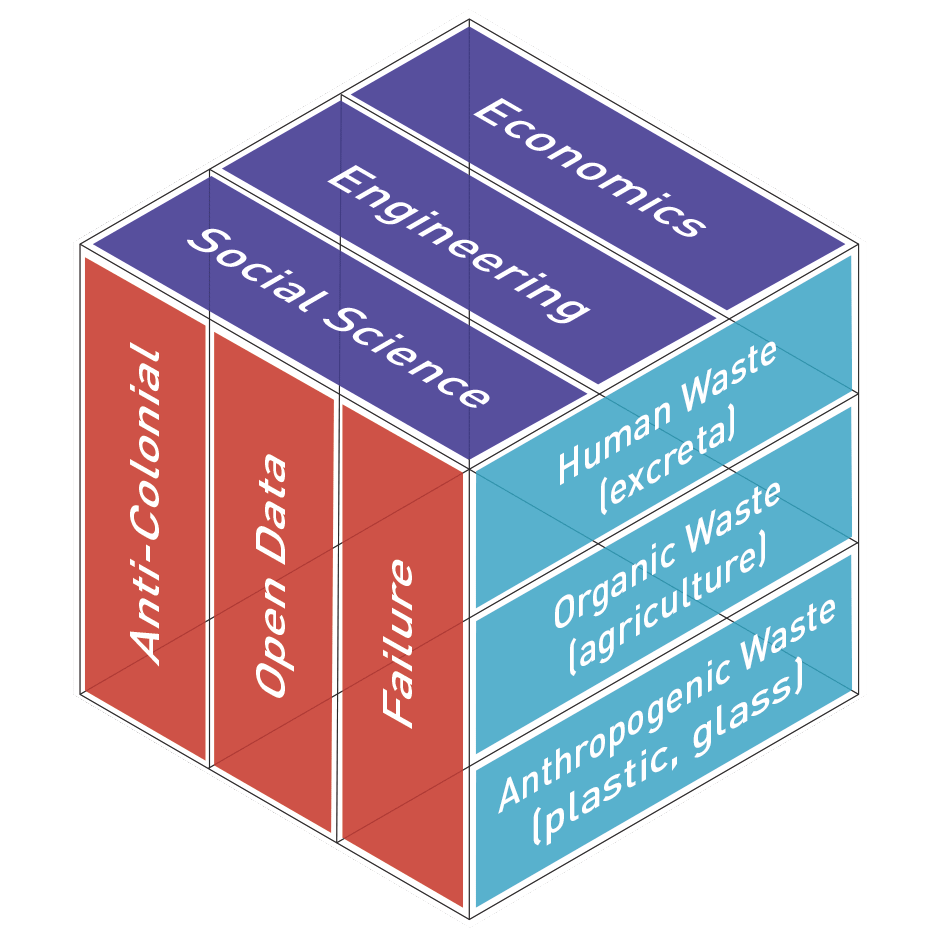 Economics
Engineering
Social Science
Anti-Colonial
Open Data
Failure
Human Waste
(excreta)
Organic Waste
(agriculture)
Anthropogenic Waste
(plastic, glass)